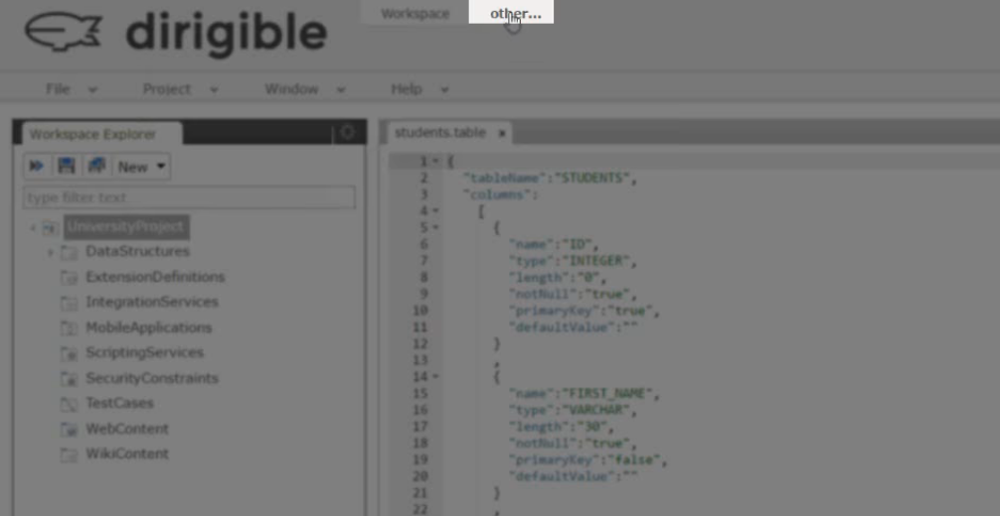 Workspace other...
dirigible
File Project Window Help
Workspace Explorer
New
type filter text
UniversityProject
DataStructures
ExtensionDefinitions
IntegrationServices
MobileApplications
ScriptingServices
SecurityConstraints
TestCases
WebContent
WikiContent
students.table x
1 {
2 "tableName":"STUDENTS",
3 "columns":
4 [
5 {
6 "name":"ID",
7 "type":"INTEGER",
8 "length":"0",
9 "notNull":"true",
10 "primaryKey":"true",
11 "defaultValue":""
12 }
13 ,
14 {
15 "name":"FIRST_NAME",
16 "type":"VARCHAR",
17 "length":"30",
18 "notNull":"true",
19 "primaryKey":"false",
20 "defaultValue":""
21 }
22 ,